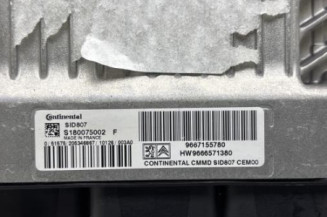 Continental
SID807
S180075002 F
MADE IN FRANCE
9667155780
HW9666571380
CONTINENTAL CMMD SID807 CEM00